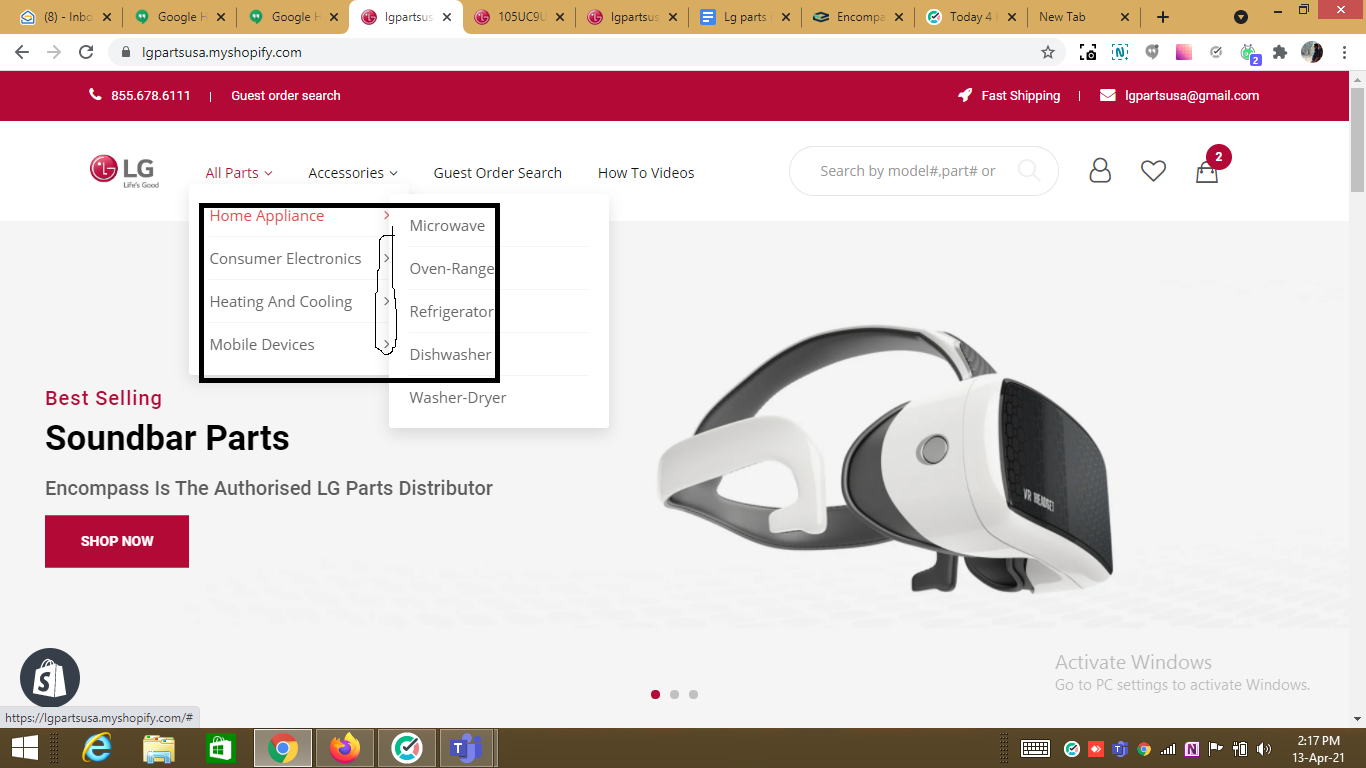 (8) - Inbo
Google H
Google H
lgpartsus
105UC9U
lgpartsus
Lg parts
Encompa
Today 4
New Tab
lgpartsusa.myshopify.com
2
855.678.6111 | Guest order search
Fast Shipping | lgpartsusa@gmail.com
LG
Life's Good
All Parts
Accessories
Guest Order Search
How To Videos
Search by model#,part# or
2
Home Appliance
Consumer Electronics
Heating And Cooling
Mobile Devices
Microwave
Oven-Range
Refrigerator
Dishwasher
Washer-Dryer
Best Selling
Soundbar Parts
Encompass Is The Authorised LG Parts Distributor
SHOP NOW
VR HEADSET
Activate Windows
Go to PC settings to activate Windows.
https://lgpartsusa.myshopify.com/#
2:17 PM
13-Apr-21